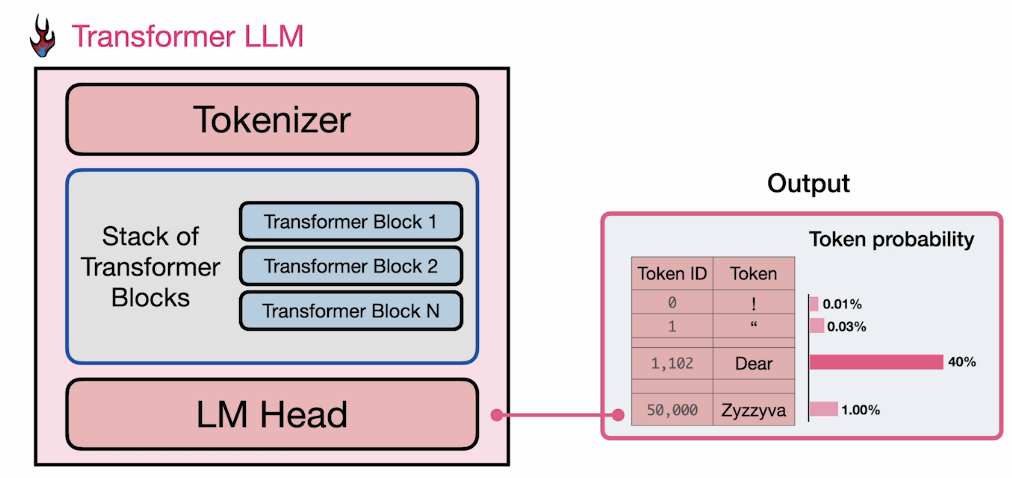 Transformer LLM
Tokenizer
Stack of
Transformer
Blocks
Transformer Block 1
Transformer Block 2
Transformer Block N
LM Head
Output
Token probability
Token ID Token
0 ! 0.01%
1 “ 0.03%
1,102 Dear 40%
50,000 Zyzzyva 1.00%